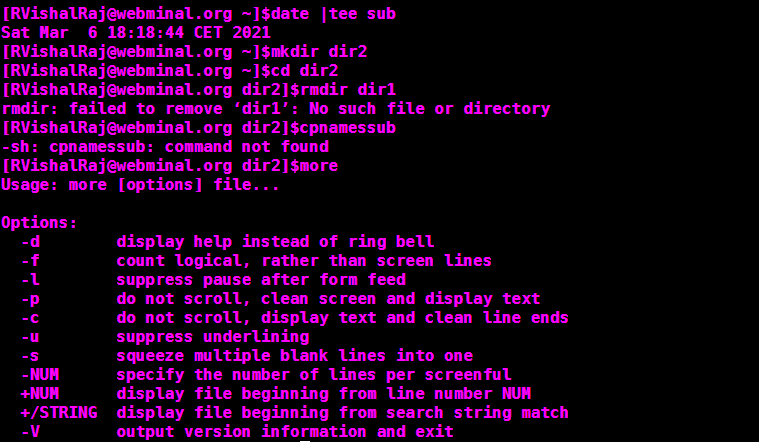 [RVishalRaj@webminal.org ~]$date |tee sub
Sat Mar  6 18:18:44 CET 2021
[RVishalRaj@webminal.org ~]$mkdir dir2
[RVishalRaj@webminal.org ~]$cd dir2
[RVishalRaj@webminal.org dir2]$rmdir dir1
rmdir: failed to remove ‘dir1’: No such file or directory
[RVishalRaj@webminal.org dir2]$cpnamessub
-sh: cpnamessub: command not found
[RVishalRaj@webminal.org dir2]$more
Usage: more [options] file...

Options:
  -d        display help instead of ring bell
  -f        count logical, rather than screen lines
  -l        suppress pause after form feed
  -p        do not scroll, clean screen and display text
  -c        do not scroll, display text and clean line ends
  -u        suppress underlining
  -s        squeeze multiple blank lines into one
  -NUM      specify the number of lines per screenful
  +NUM      display file beginning from line number NUM
  +/STRING  display file beginning from search string match
  -V        output version information and exit